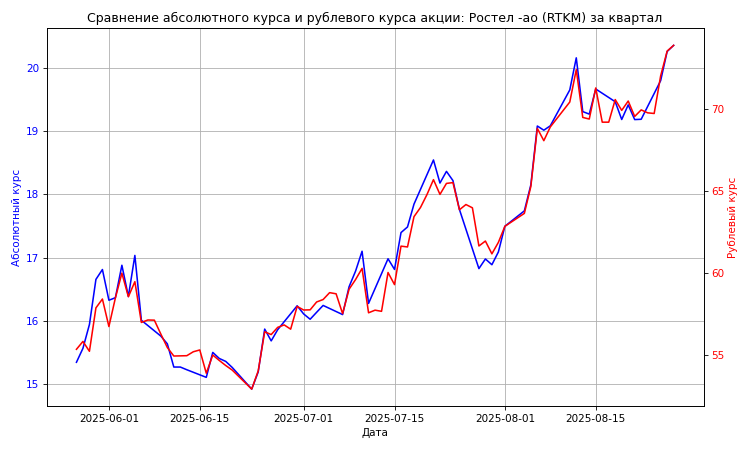 Сравнение абсолютного курса и рублевого курса акции: Ростел -ао (RTKM) за квартал
20
19
18
17
16
15
Абсолютный курс
70
65
60
55
Рублевый курс
2025-06-01 2025-06-15 2025-07-01 2025-07-15 2025-08-01 2025-08-15
Дата